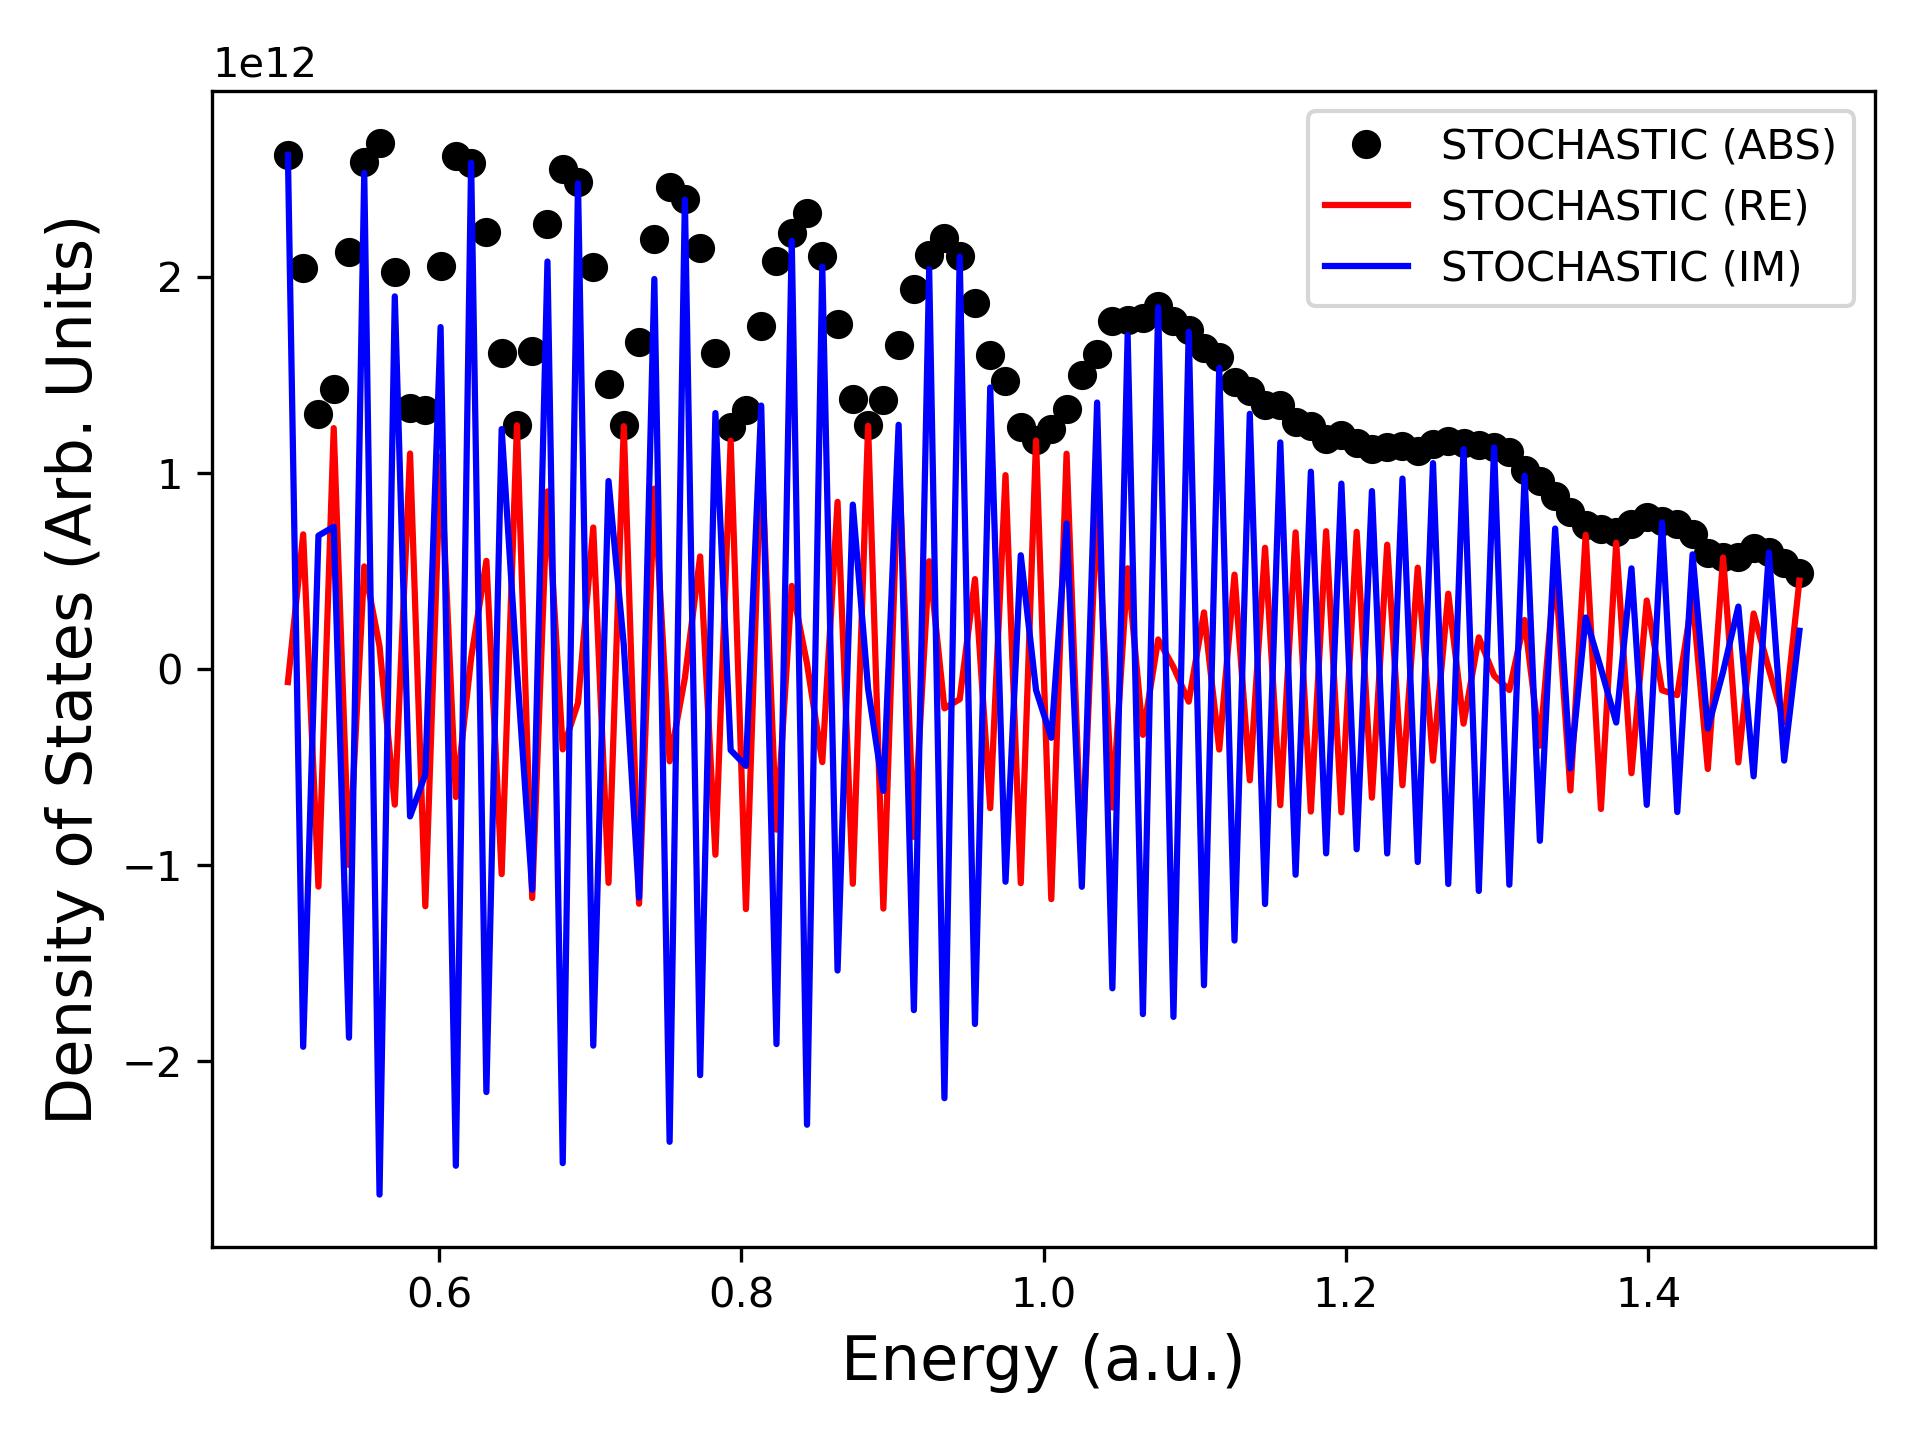 1e12
STOCHASTIC (ABS)
STOCHASTIC (RE)
STOCHASTIC (IM)
Density of States (Arb. Units)
2
1
0
−1
−2
0.6 0.8 1.0 1.2 1.4
Energy (a.u.)